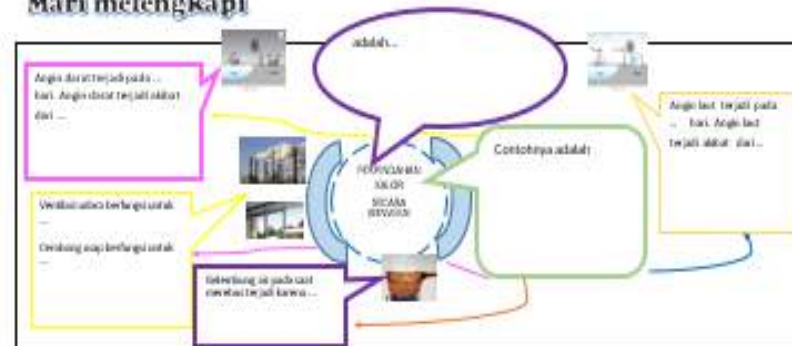 Mari melengkapi
adalah...
Angin darat terjadi pada ...
hari. Angin darat terjadi akibat
dari ...
Angin laut terjadi pada
... hari. Angin laut
terjadi akibat dari...
Contohnya adalah
PERPINDAHAN
KALOR
SECARA
KONVEKSI
Ventilasi udara berfungsi untuk
...
Cerobong asap berfungsi untuk
...
Gelembung air pada saat
merebus terjadi karena ...